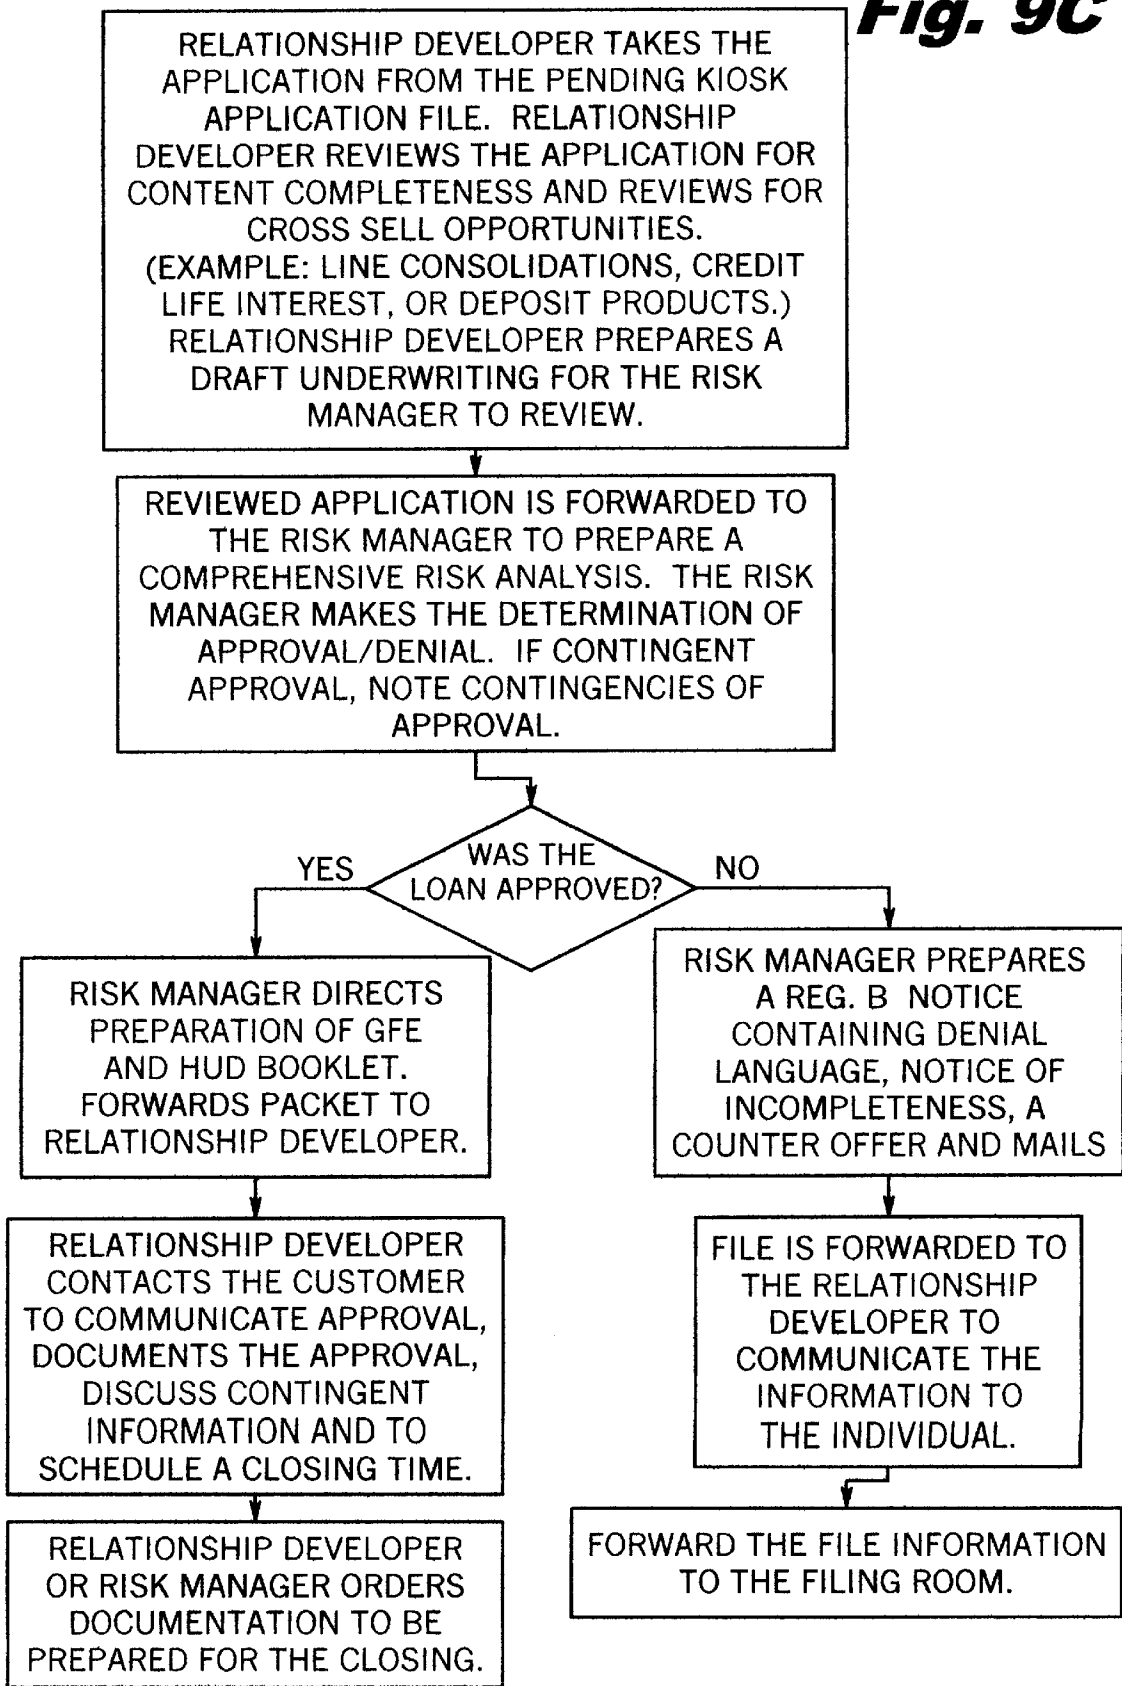 Fig. 9C
RELATIONSHIP DEVELOPER TAKES THE
APPLICATION FROM THE PENDING KIOSK
APPLICATION FILE. RELATIONSHIP
DEVELOPER REVIEWS THE APPLICATION FOR
CONTENT COMPLETENESS AND REVIEWS FOR
CROSS SELL OPPORTUNITIES.
(EXAMPLE: LINE CONSOLIDATIONS, CREDIT
LIFE INTEREST, OR DEPOSIT PRODUCTS.)
RELATIONSHIP DEVELOPER PREPARES A
DRAFT UNDERWRITING FOR THE RISK
MANAGER TO REVIEW.
REVIEWED APPLICATION IS FORWARDED TO
THE RISK MANAGER TO PREPARE A
COMPREHENSIVE RISK ANALYSIS. THE RISK
MANAGER MAKES THE DETERMINATION OF
APPROVAL/DENIAL. IF CONTINGENT
APPROVAL, NOTE CONTINGENCIES OF
APPROVAL.
WAS THE
LOAN APPROVED?
YES
NO
RISK MANAGER DIRECTS
PREPARATION OF GFE
AND HUD BOOKLET.
FORWARDS PACKET TO
RELATIONSHIP DEVELOPER.
RELATIONSHIP DEVELOPER
CONTACTS THE CUSTOMER
TO COMMUNICATE APPROVAL,
DOCUMENTS THE APPROVAL,
DISCUSS CONTINGENT
INFORMATION AND TO
SCHEDULE A CLOSING TIME.
RELATIONSHIP DEVELOPER
OR RISK MANAGER ORDERS
DOCUMENTATION TO BE
PREPARED FOR THE CLOSING.
RISK MANAGER PREPARES
A REG. B NOTICE
CONTAINING DENIAL
LANGUAGE, NOTICE OF
INCOMPLETENESS, A
COUNTER OFFER AND MAILS
FILE IS FORWARDED TO
THE RELATIONSHIP
DEVELOPER TO
COMMUNICATE THE
INFORMATION TO
THE INDIVIDUAL.
FORWARD THE FILE INFORMATION
TO THE FILING ROOM.